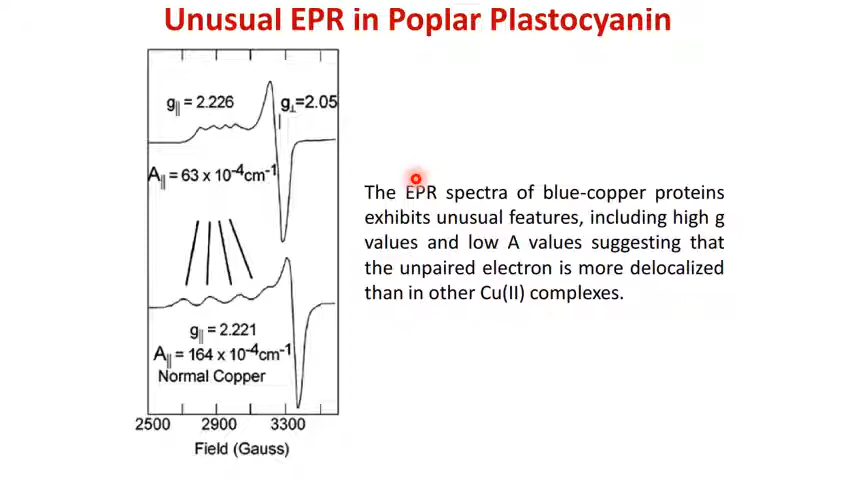 Unusual EPR in Poplar Plastocyanin
g|| = 2.226
g⊥=2.05
A|| = 63 x 10-4cm-1
The EPR spectra of blue-copper proteins
exhibits unusual features, including high g
values and low A values suggesting that
the unpaired electron is more delocalized
than in other Cu(II) complexes.
g|| = 2.221
A|| = 164 x 10-4cm-1
Normal Copper
2500 2900 3300
Field (Gauss)